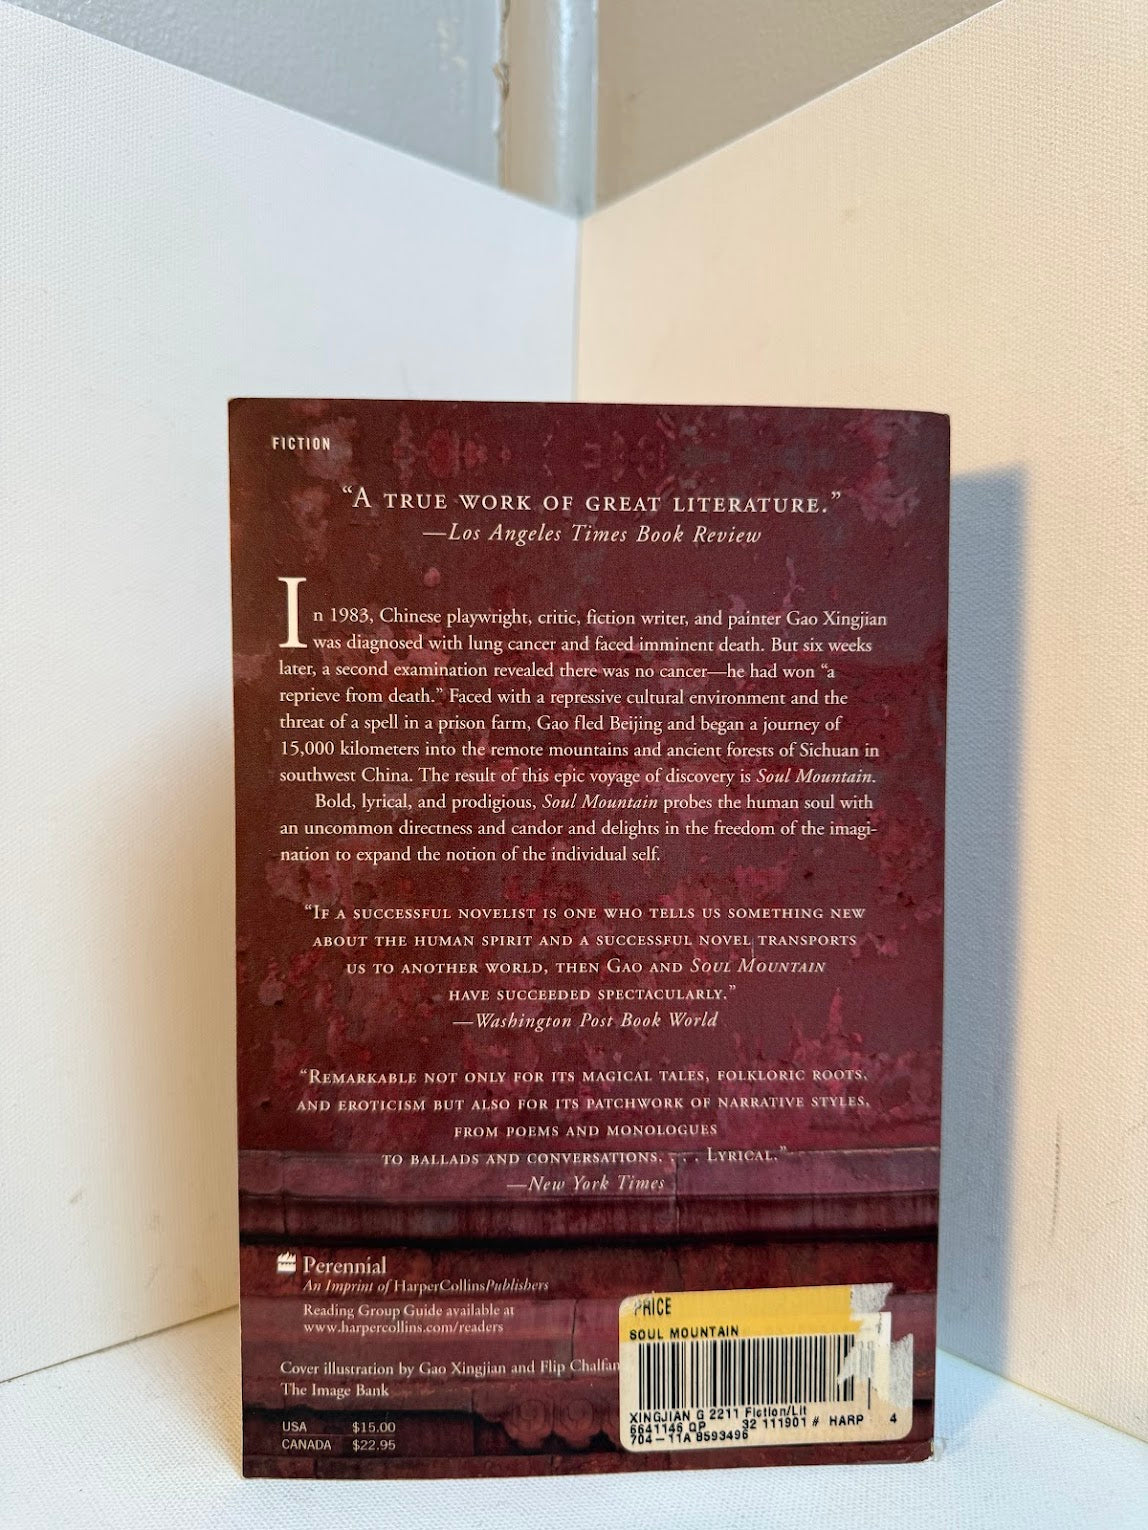 FICTION
“A TRUE WORK OF GREAT LITERATURE.”
—Los Angeles Times Book Review
In 1983, Chinese playwright, critic, fiction writer, and painter Gao Xingjian
was diagnosed with lung cancer and faced imminent death. But six weeks
later, a second examination revealed there was no cancer—he had won “a
reprieve from death.” Faced with a repressive cultural environment and the
threat of a spell in a prison farm, Gao fled Beijing and began a journey of
15,000 kilometers into the remote mountains and ancient forests of Sichuan in
southwest China. The result of this epic voyage of discovery is Soul Mountain.
Bold, lyrical, and prodigious, Soul Mountain probes the human soul with
an uncommon directness and candor and delights in the freedom of the imagi-
nation to expand the notion of the individual self.
“IF A SUCCESSFUL NOVELIST IS ONE WHO TELLS US SOMETHING NEW
ABOUT THE HUMAN SPIRIT AND A SUCCESSFUL NOVEL TRANSPORTS
US TO ANOTHER WORLD, THEN GAO AND SOUL MOUNTAIN
HAVE SUCCEEDED SPECTACULARLY.”
—Washington Post Book World
“REMARKABLE NOT ONLY FOR ITS MAGICAL TALES, FOLKLORIC ROOTS,
AND EROTICISM BUT ALSO FOR ITS PATCHWORK OF NARRATIVE STYLES,
FROM POEMS AND MONOLOGUES
TO BALLADS AND CONVERSATIONS. . . . LYRICAL.”
—New York Times
Perennial
An Imprint of HarperCollinsPublishers
Reading Group Guide available at
www.harpercollins.com/readers
Cover illustration by Gao Xingjian and Flip Chalfan
The Image Bank
USA $15.00
CANADA $22.95
PRICE
SOUL MOUNTAIN
XINGJIAN G 2211 Fiction/Lit
6641146 QP 32 111901 # HARP 4
704-11A 8593496